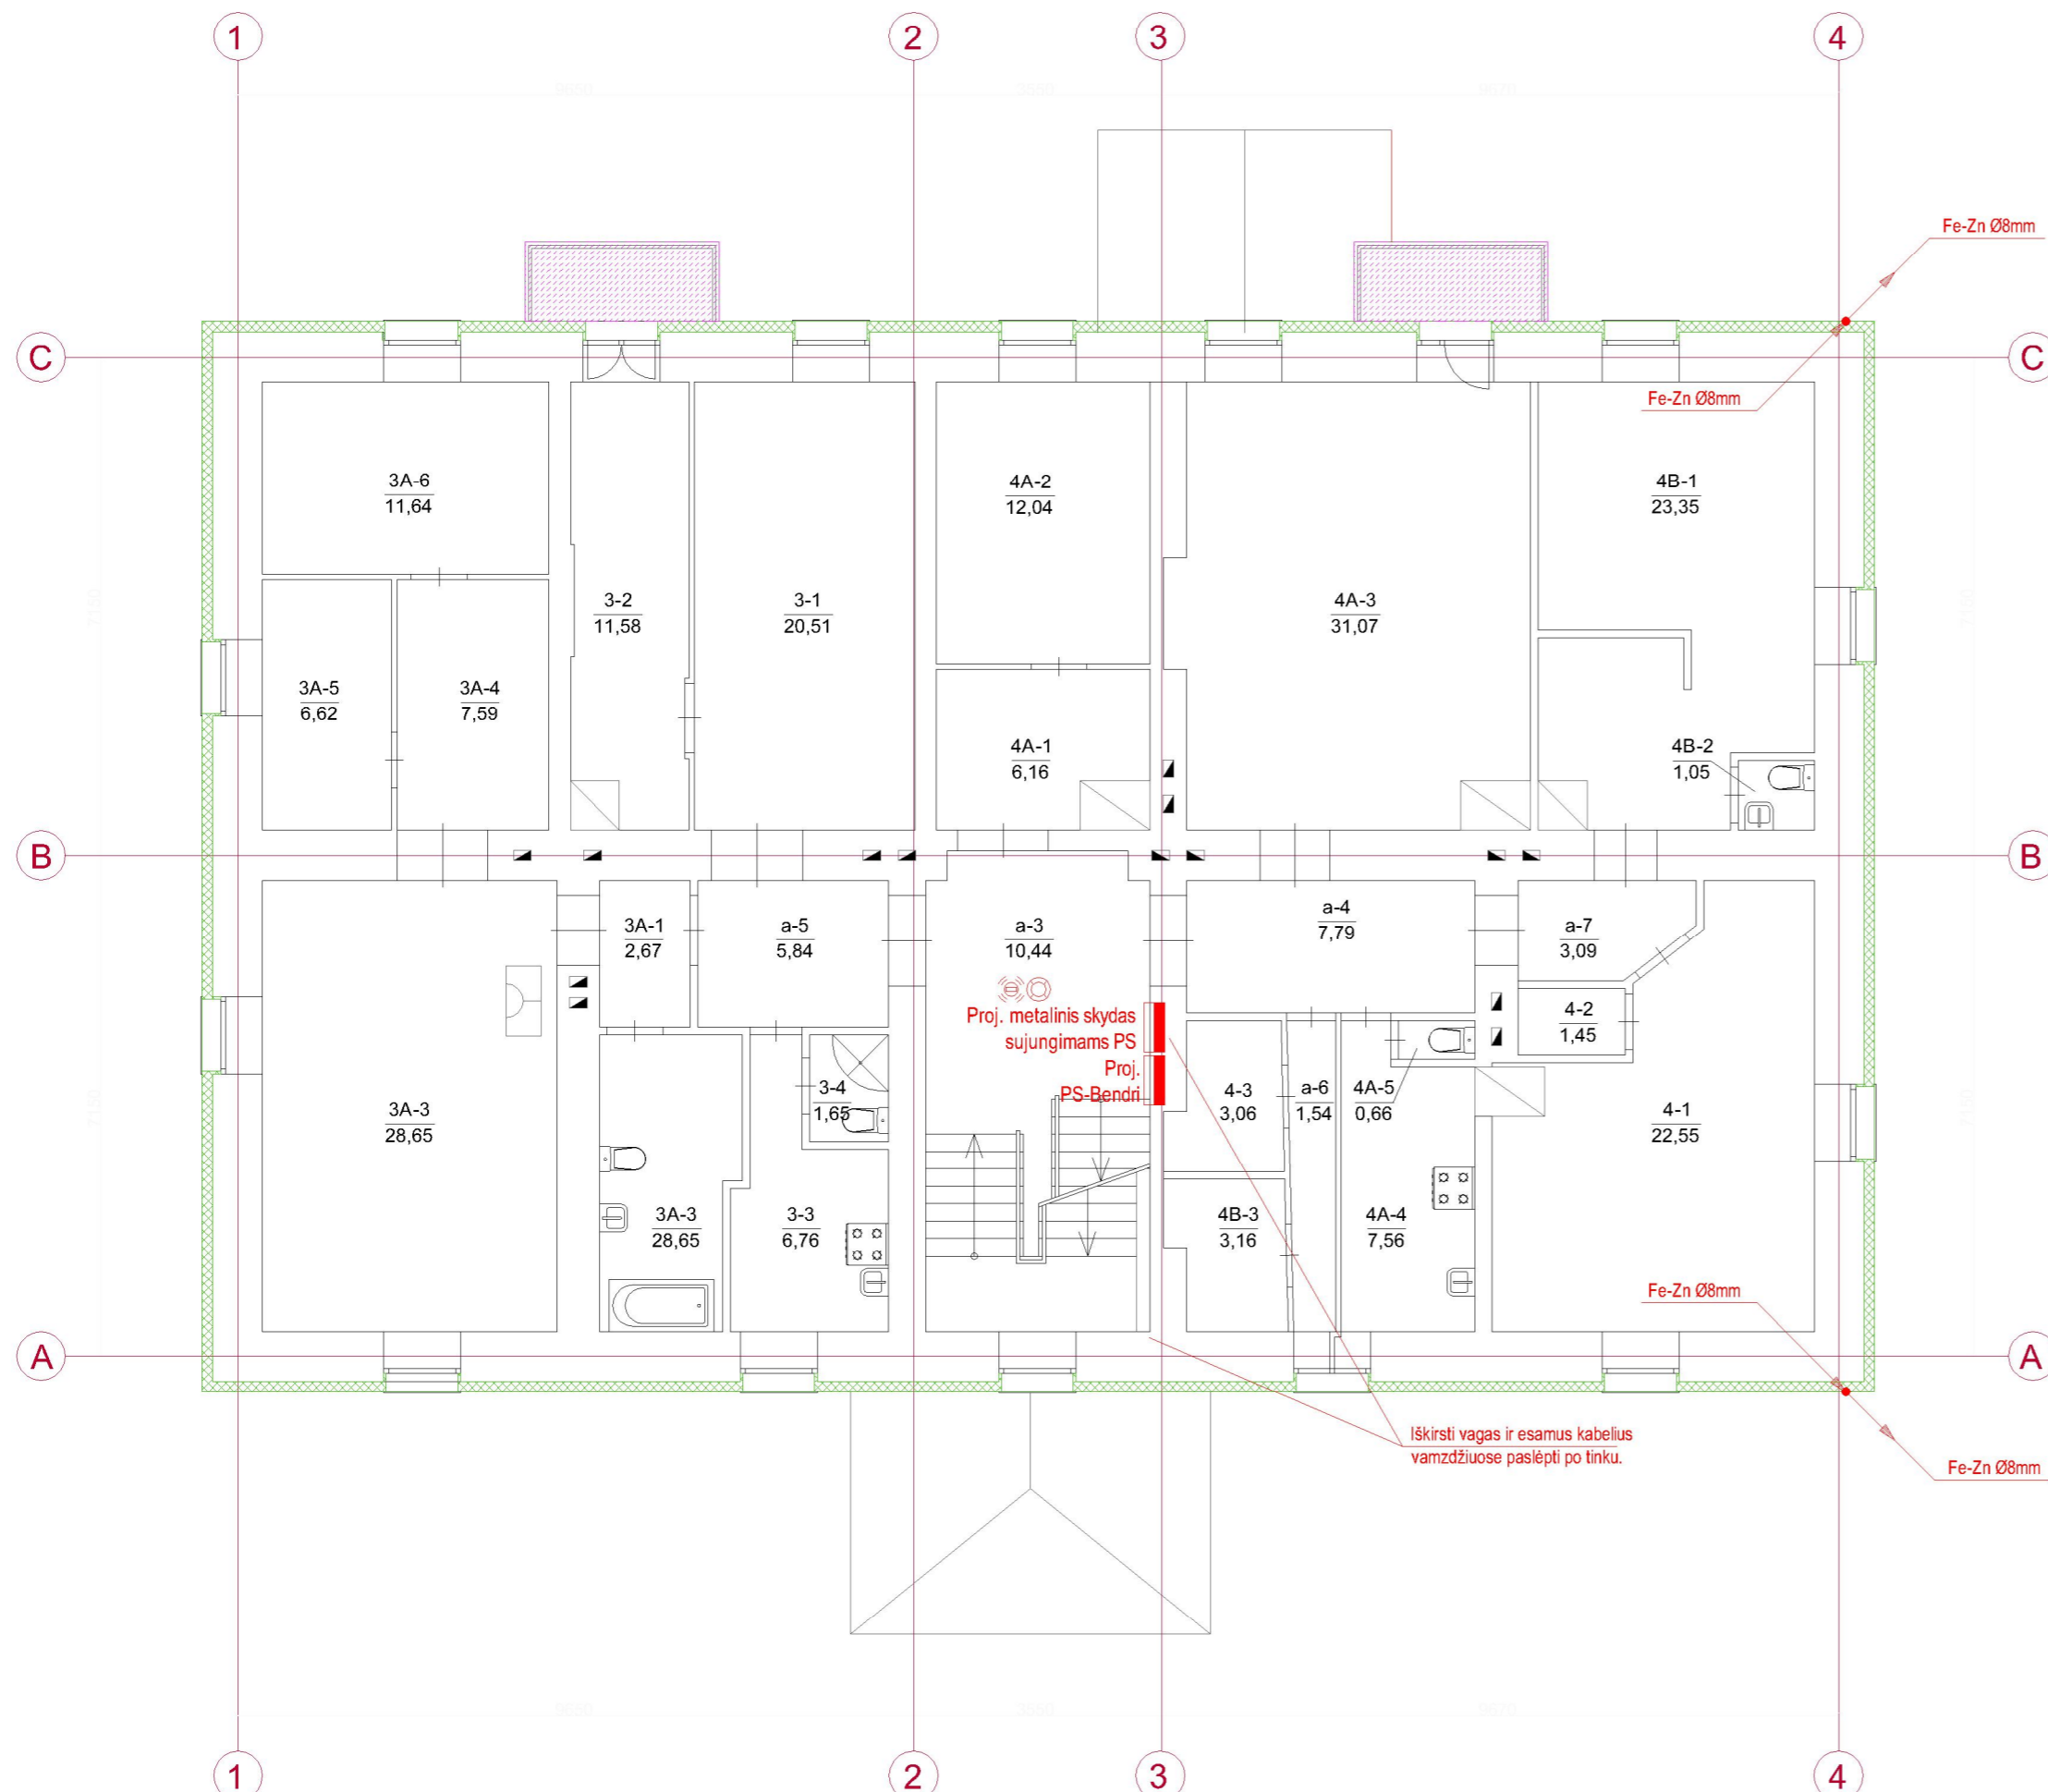 1
2
3
4
9650
3550
9670
Fe-Zn Ø8mm
C
C
Fe-Zn Ø8mm
3A-6
11,64
4A-2
12,04
4B-1
23,35
3-2
11,58
3-1
20,51
4A-3
31,07
7150
3A-5
6,62
3A-4
7,59
4A-1
6,16
4B-2
1,05
B
B
3A-1
2,67
a-5
5,84
a-3
10,44
a-4
7,79
a-7
3,09
Proj. metalinis skydas
sujungimams PS
Proj.
PS-Bendri
4-2
1,45
3-4
1,65
4-3
3,06
a-6
1,54
4A-5
0,66
3A-3
28,65
4-1
22,55
3A-3
28,65
3-3
6,76
4B-3
3,16
4A-4
7,56
Fe-Zn Ø8mm
A
A
Iškirsti vagas ir esamus kabelius
vamzdžiuose paslėpti po tinku.
Fe-Zn Ø8mm
9650
3550
9670
1
2
3
4